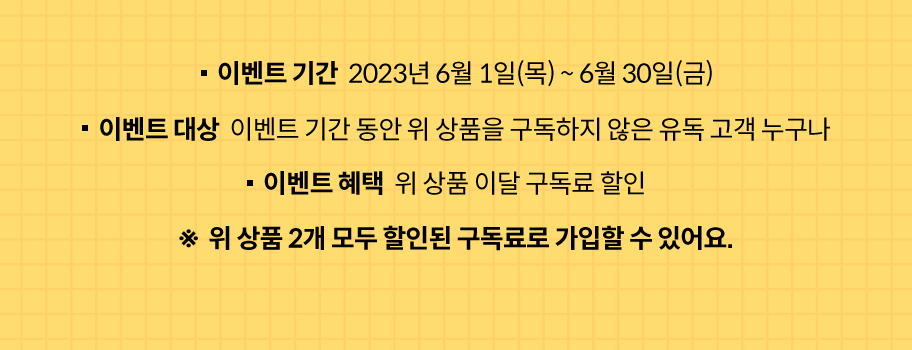 ▪ 이벤트 기간 2023년 6월 1일(목) ~ 6월 30일(금)
▪ 이벤트 대상 이벤트 기간 동안 위 상품을 구독하지 않은 유독 고객 누구나
▪ 이벤트 혜택 위 상품 이달 구독료 할인
※ 위 상품 2개 모두 할인된 구독료로 가입할 수 있어요.